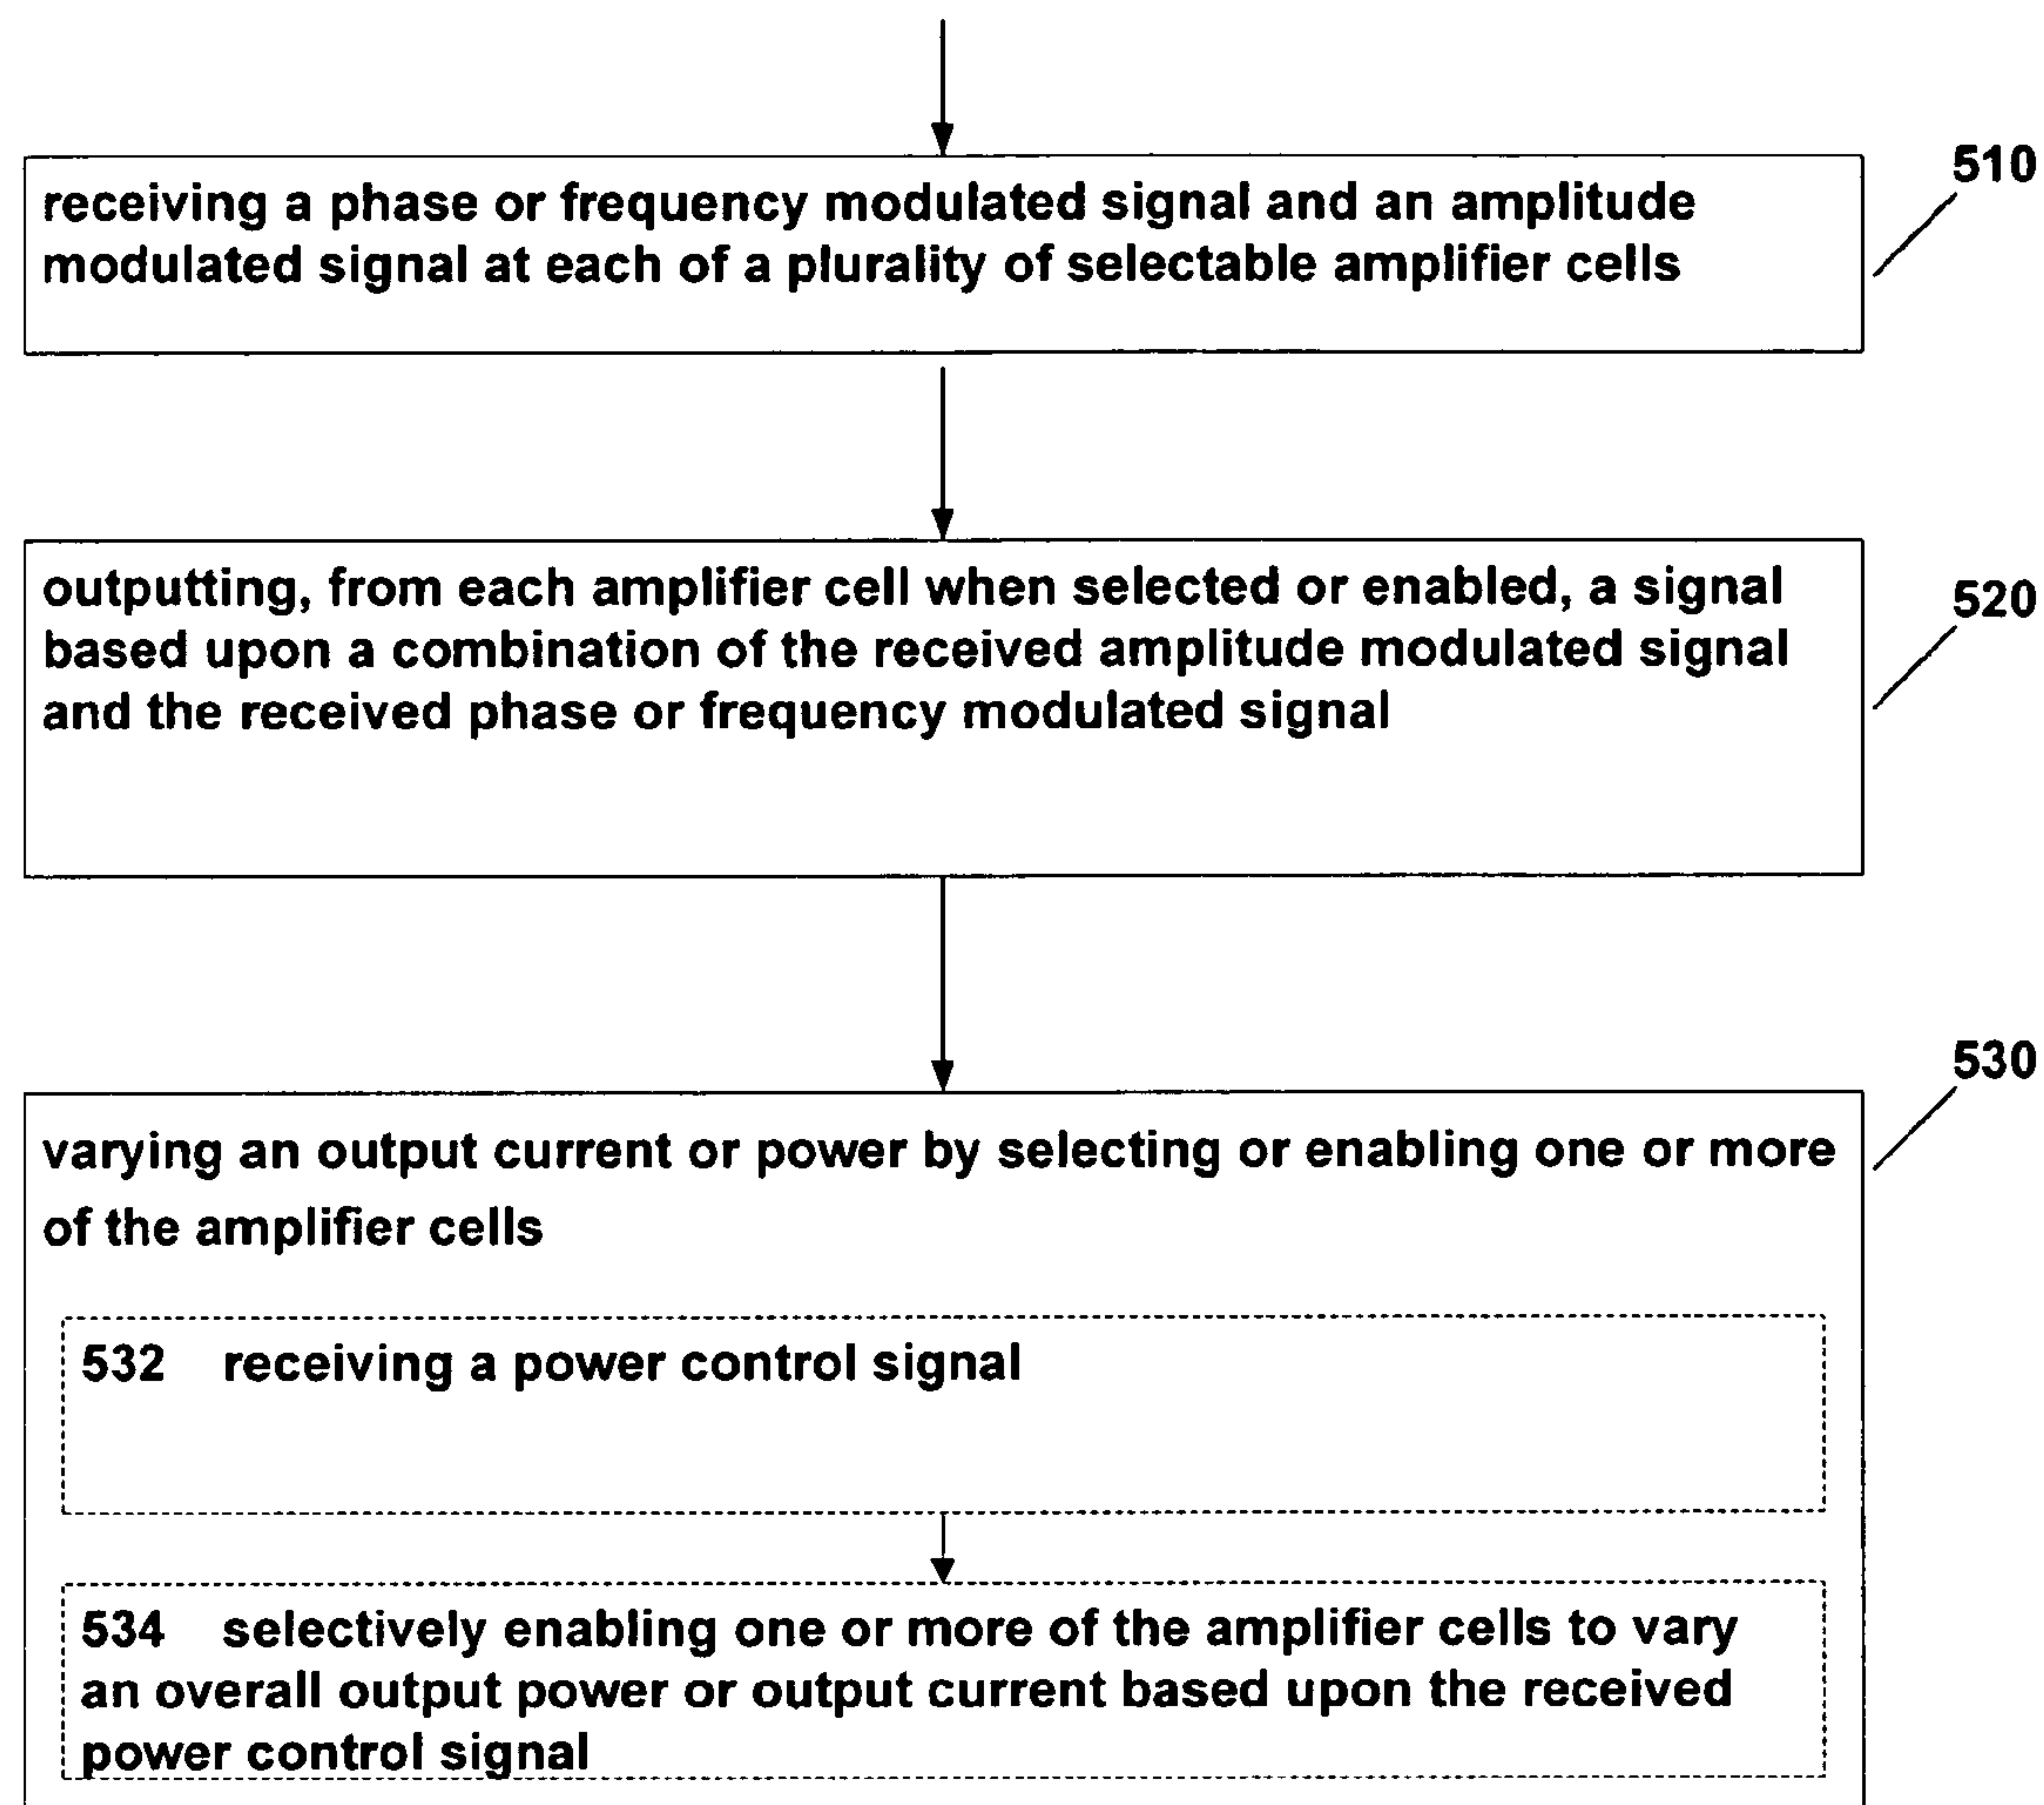 510
receiving a phase or frequency modulated signal and an amplitude
modulated signal at each of a plurality of selectable amplifier cells
520
outputting, from each amplifier cell when selected or enabled, a signal
based upon a combination of the received amplitude modulated signal
and the received phase or frequency modulated signal
530
varying an output current or power by selecting or enabling one or more
of the amplifier cells
532 receiving a power control signal
534 selectively enabling one or more of the amplifier cells to vary
an overall output power or output current based upon the received
power control signal